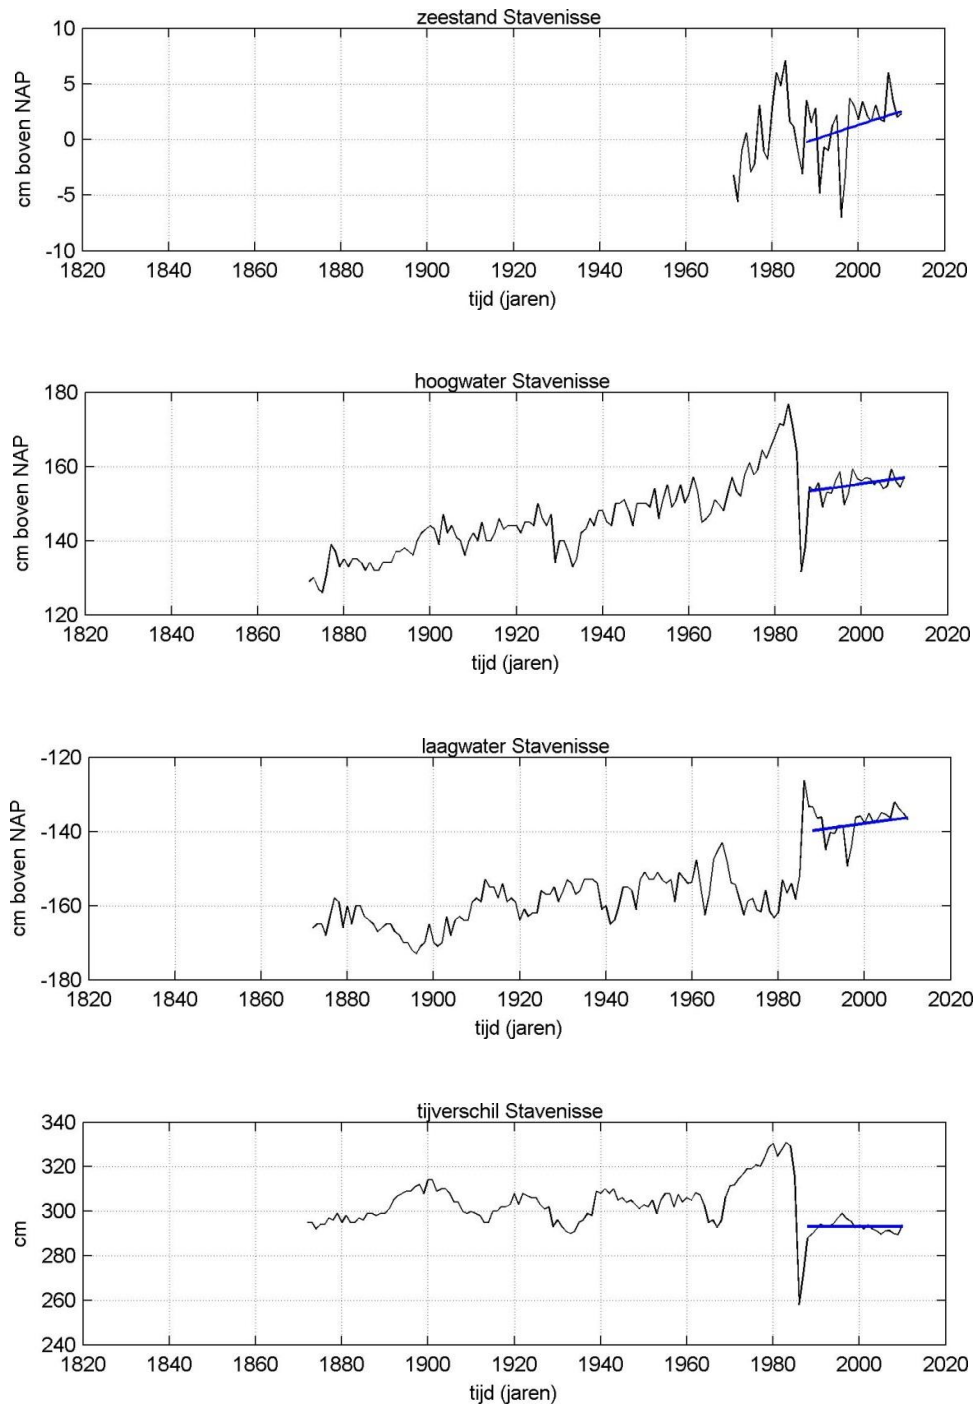 zeestand Stavenisse
10
5
0
-5
-10
cm boven NAP
1820 1840 1860 1880 1900 1920 1940 1960 1980 2000 2020
tijd (jaren)
hoogwater Stavenisse
180
160
140
120
cm boven NAP
1820 1840 1860 1880 1900 1920 1940 1960 1980 2000 2020
tijd (jaren)
laagwater Stavenisse
-120
-140
-160
-180
cm boven NAP
1820 1840 1860 1880 1900 1920 1940 1960 1980 2000 2020
tijd (jaren)
tijverschil Stavenisse
340
320
300
280
260
240
cm
1820 1840 1860 1880 1900 1920 1940 1960 1980 2000 2020
tijd (jaren)